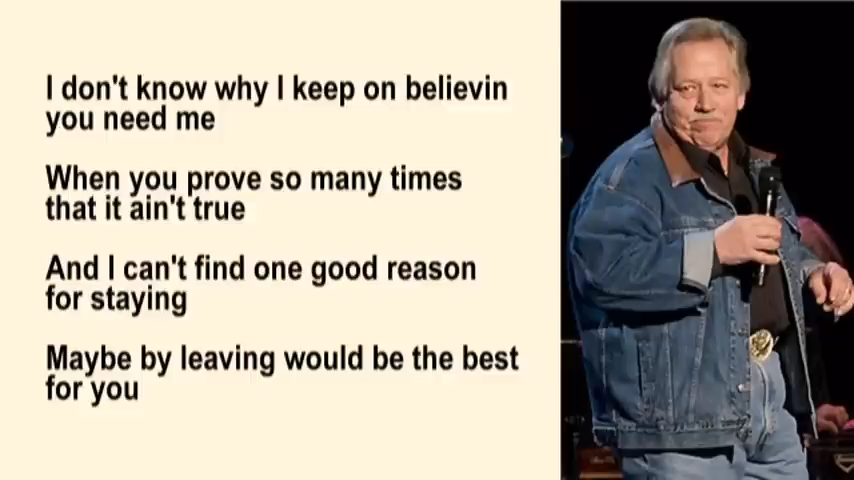 I don't know why I keep on believin
you need me
When you prove so many times
that it ain't true
And I can't find one good reason
for staying
Maybe by leaving would be the best
for you